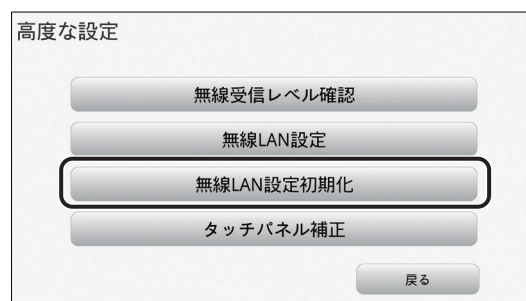 高度な設定
無線受信レベル確認
無線LAN設定
無線LAN設定初期化
タッチパネル補正
戻る